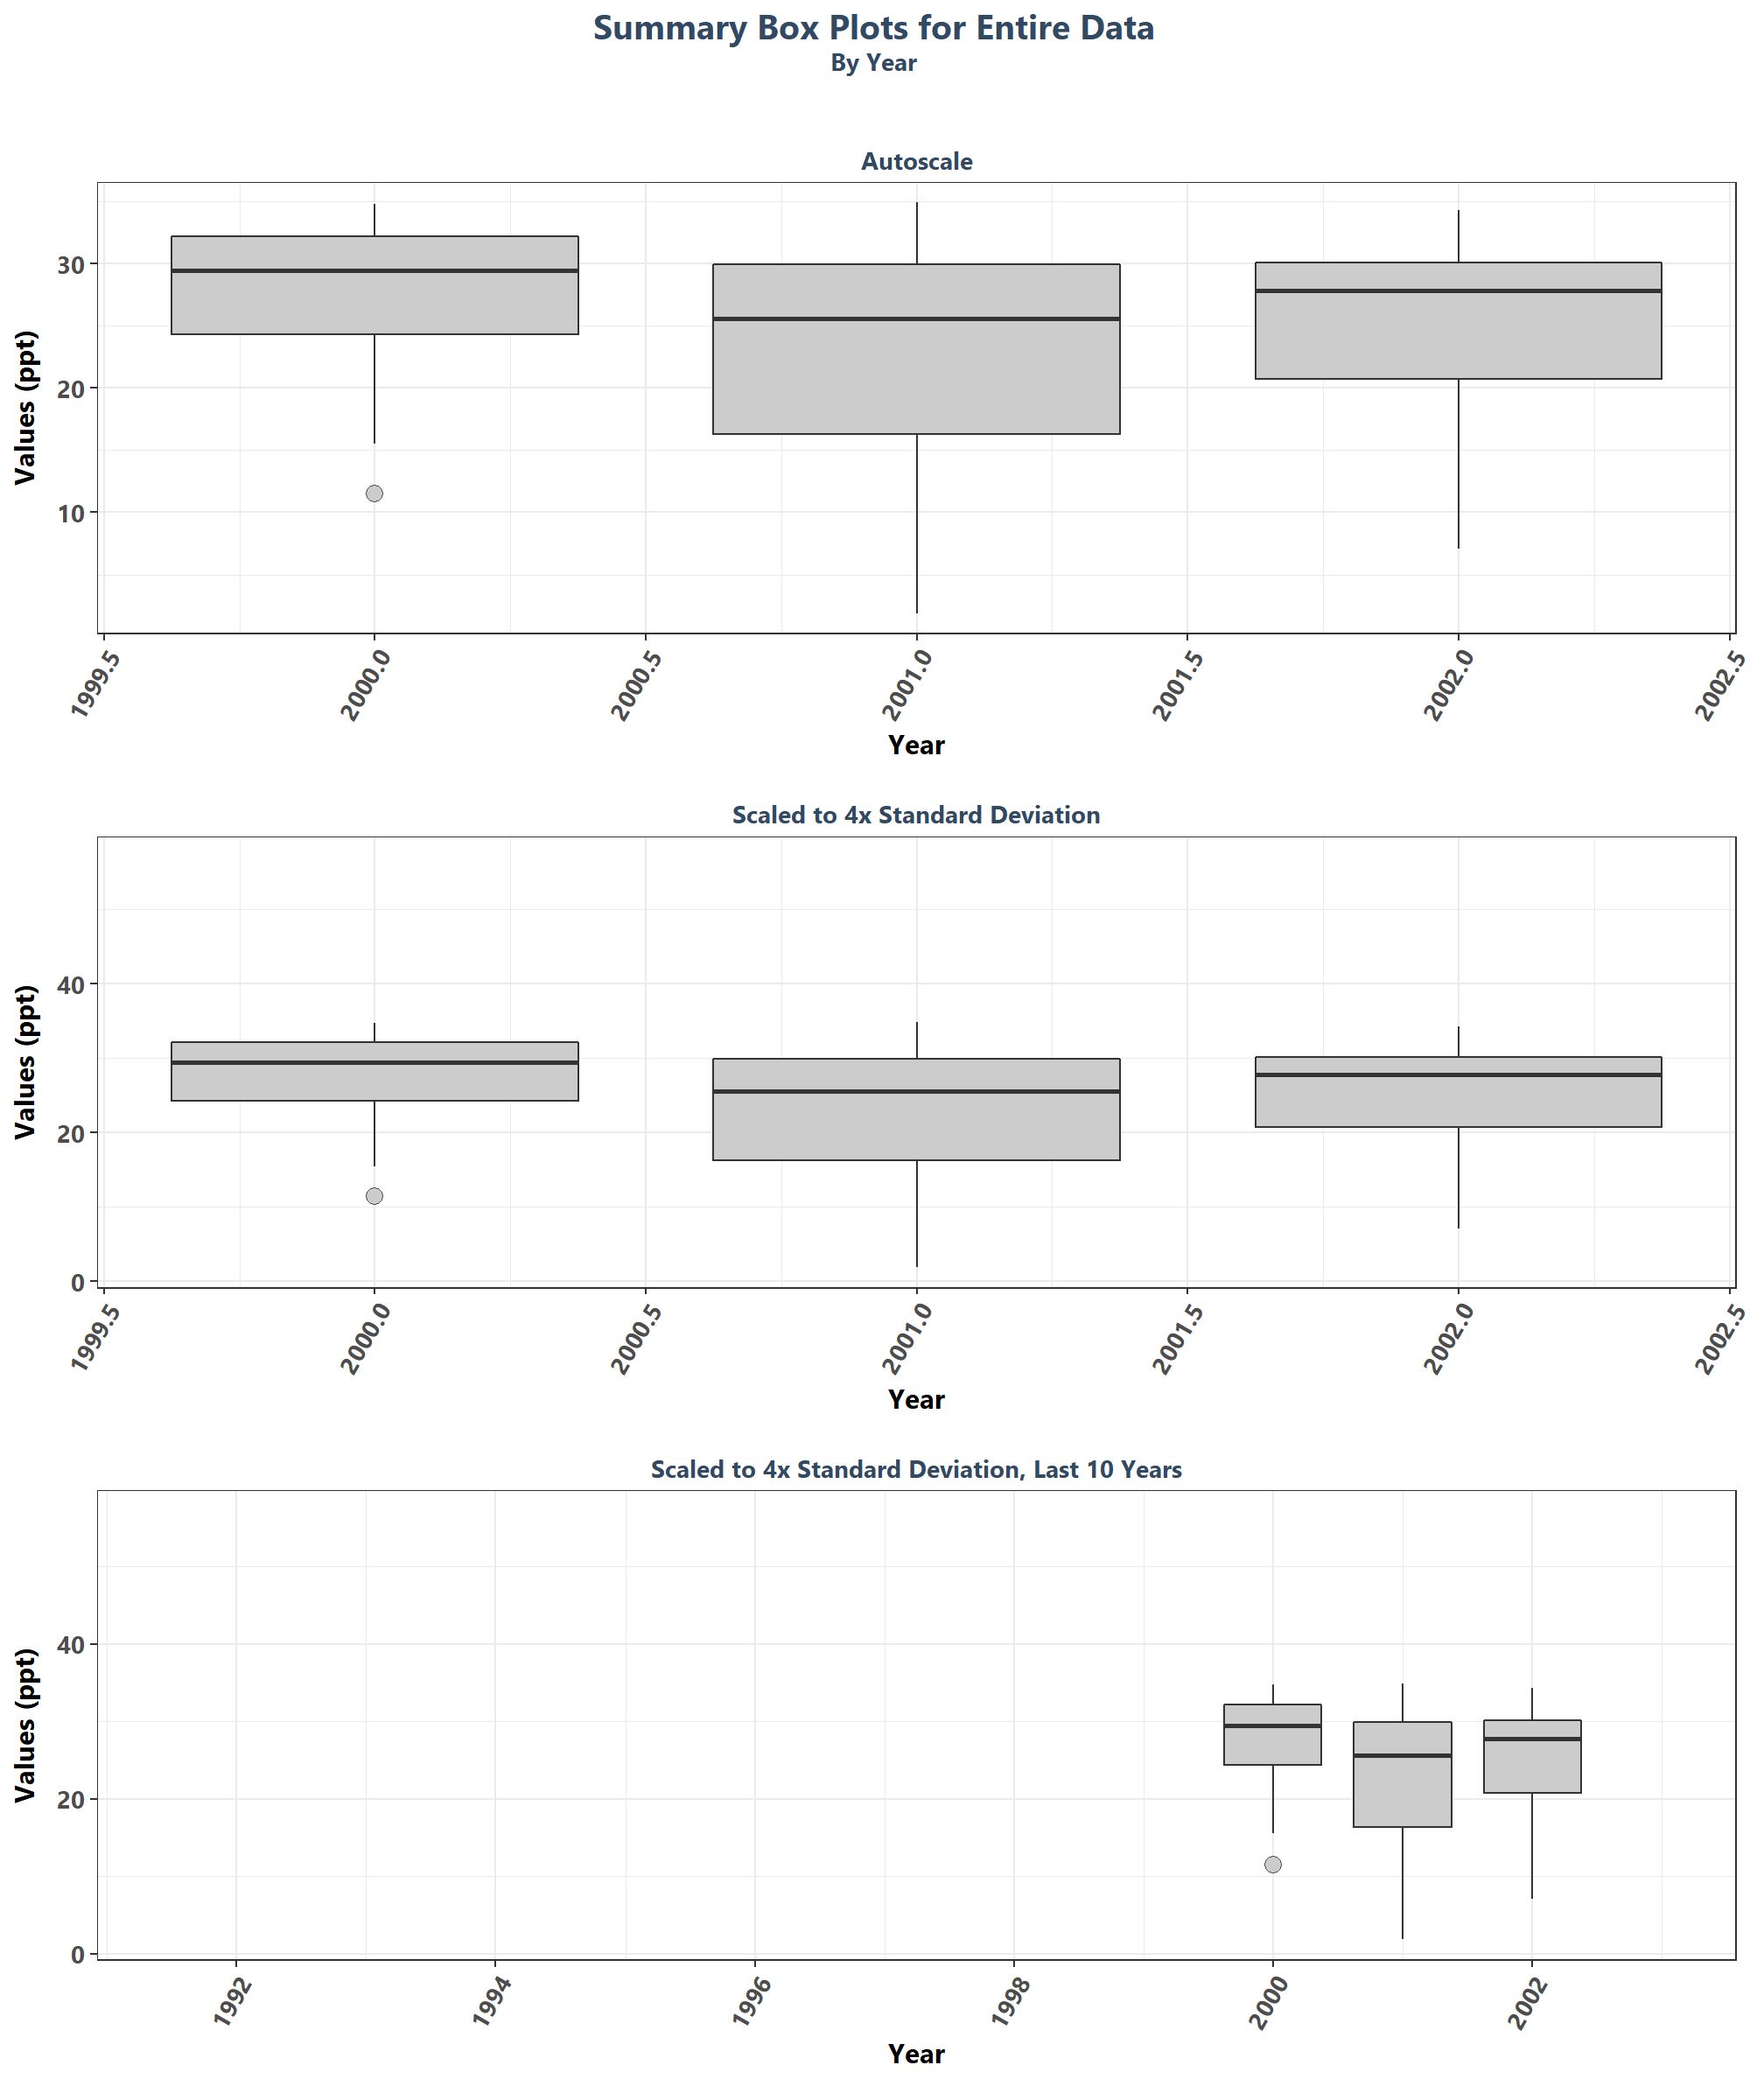 Summary Box Plots for Entire Data
By Year
Autoscale
Values (ppt)
30
20
10
1999.5 2000.0 2000.5 2001.0 2001.5 2002.0 2002.5
Year
Scaled to 4x Standard Deviation
Values (ppt)
40
20
0
1999.5 2000.0 2000.5 2001.0 2001.5 2002.0 2002.5
Year
Scaled to 4x Standard Deviation, Last 10 Years
Values (ppt)
40
20
0
1992 1994 1996 1998 2000 2002
Year